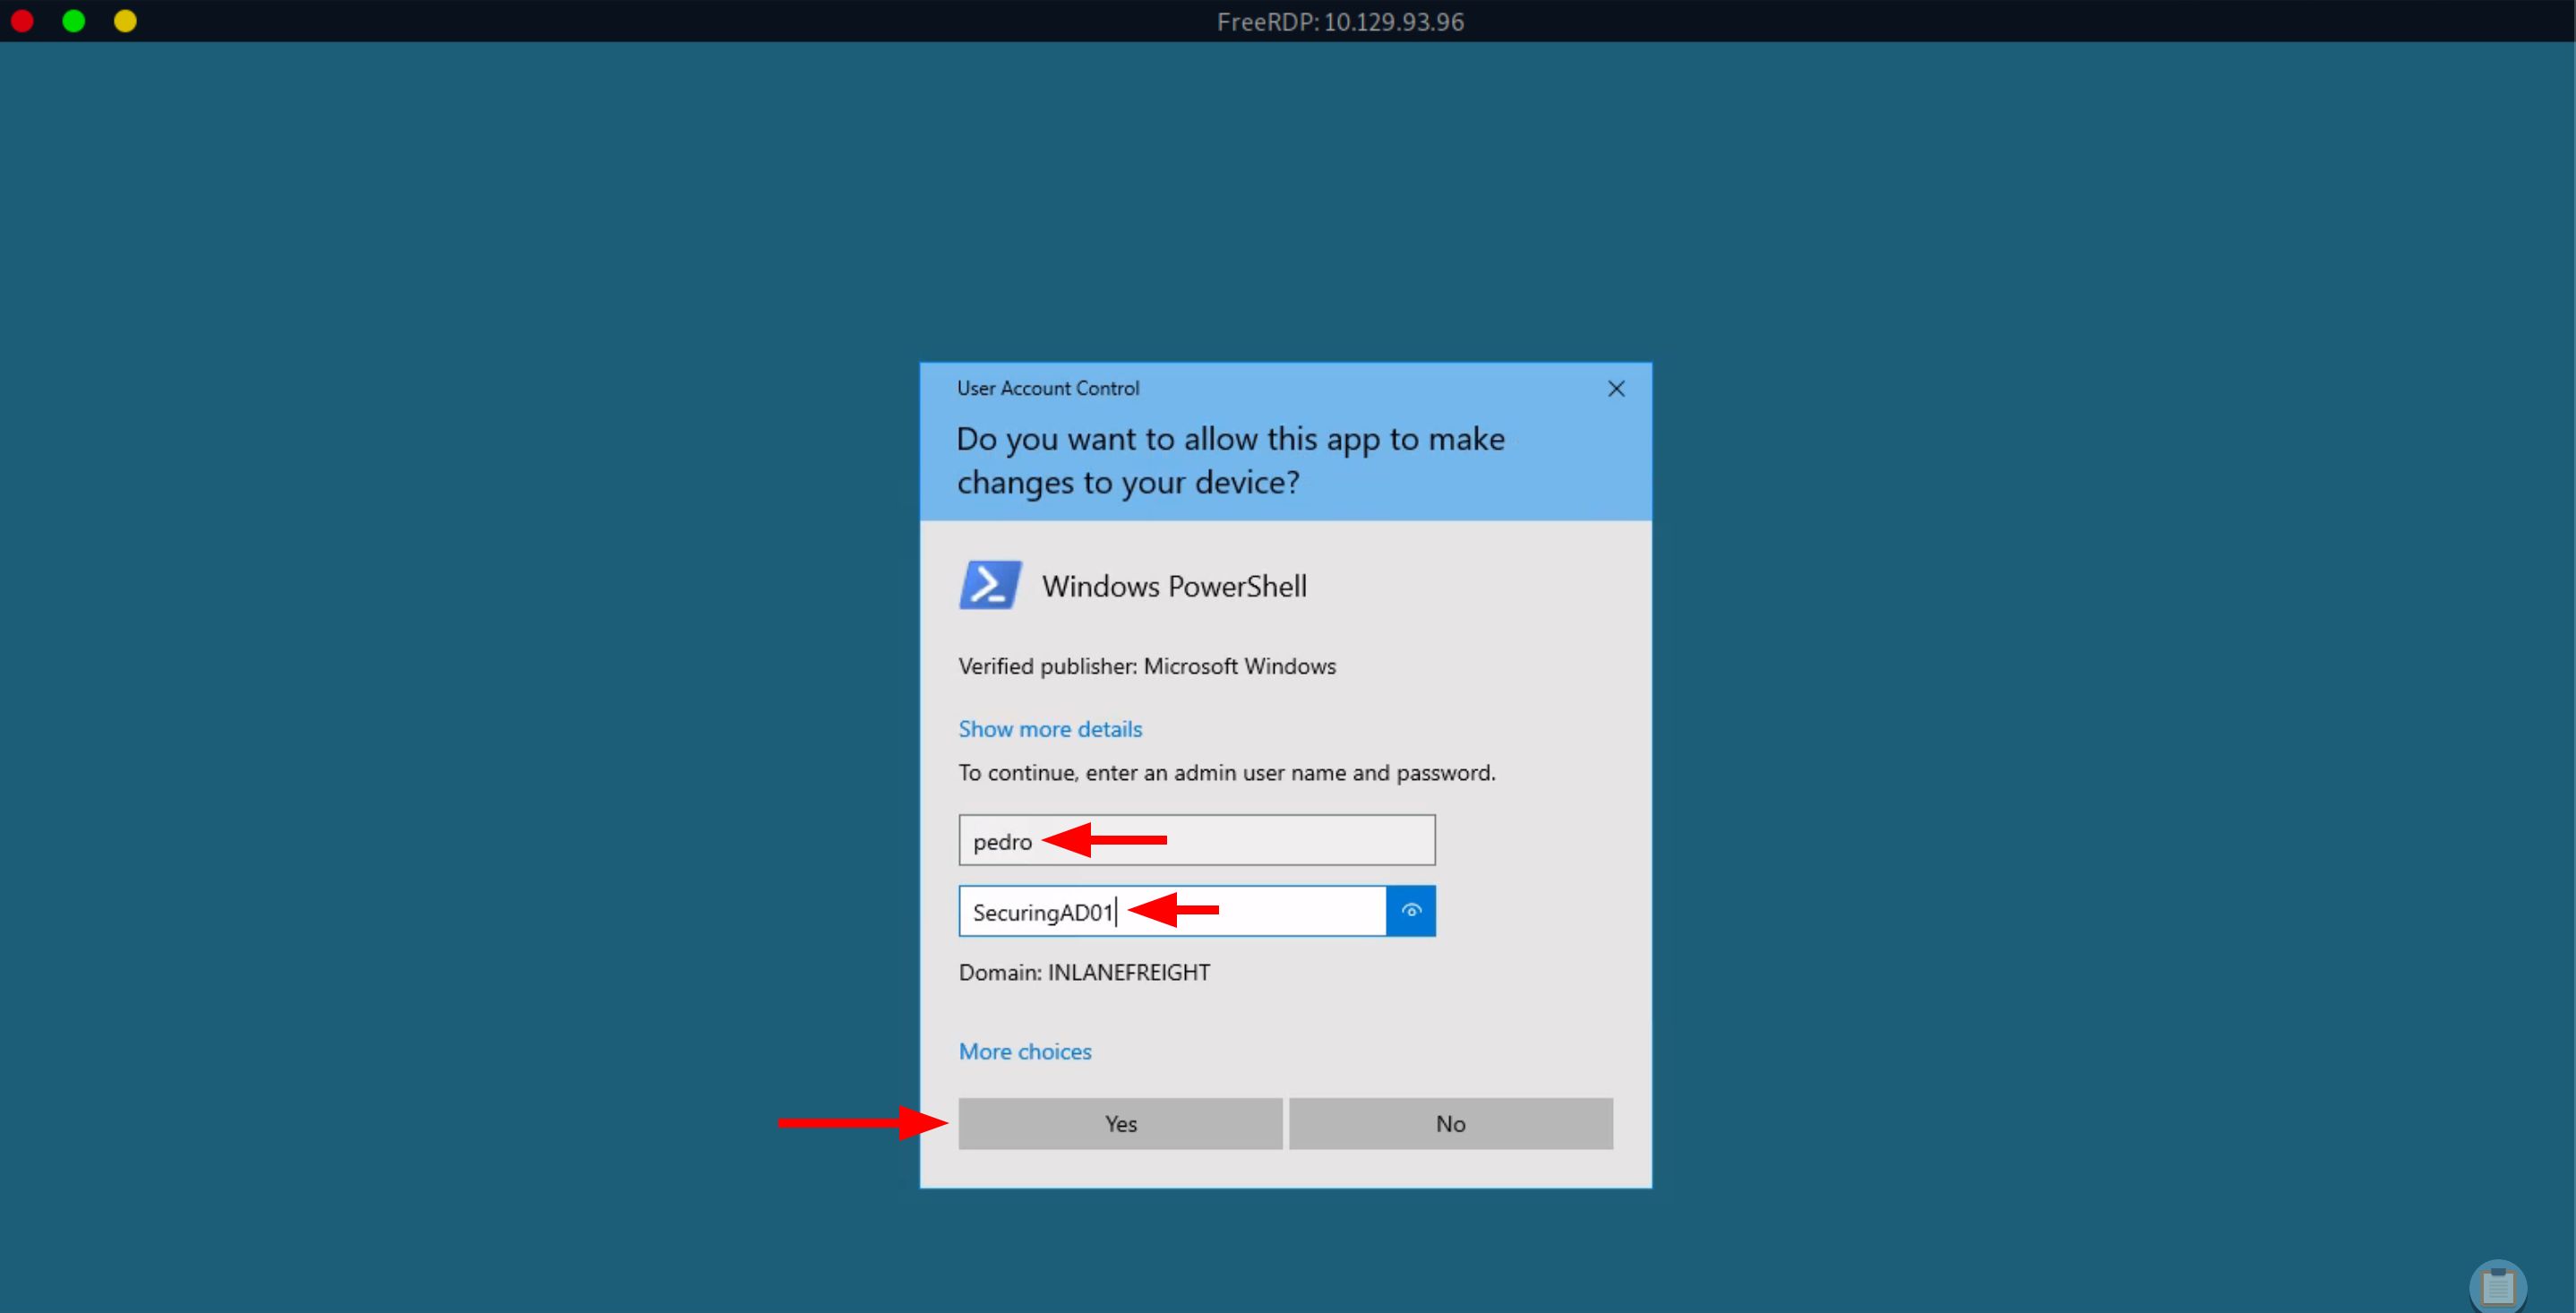 FreeRDP: 10.129.93.96
User Account Control
Do you want to allow this app to make
changes to your device?
Windows PowerShell
Verified publisher: Microsoft Windows
Show more details
To continue, enter an admin user name and password.
pedro
SecuringAD01
Domain: INLANEFREIGHT
More choices
Yes
No